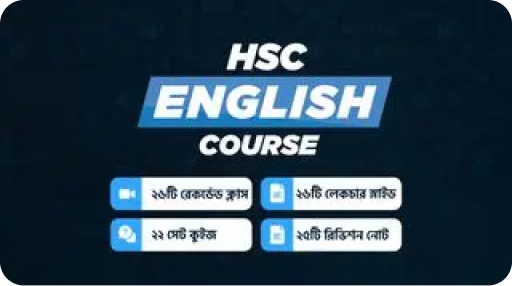 HSC
ENGLISH
COURSE
২৬টি রেকর্ডেড ক্লাস
২৬টি লেকচার স্লাইড
২২ সেট কুইজ
২৫টি রিভিশন নোট